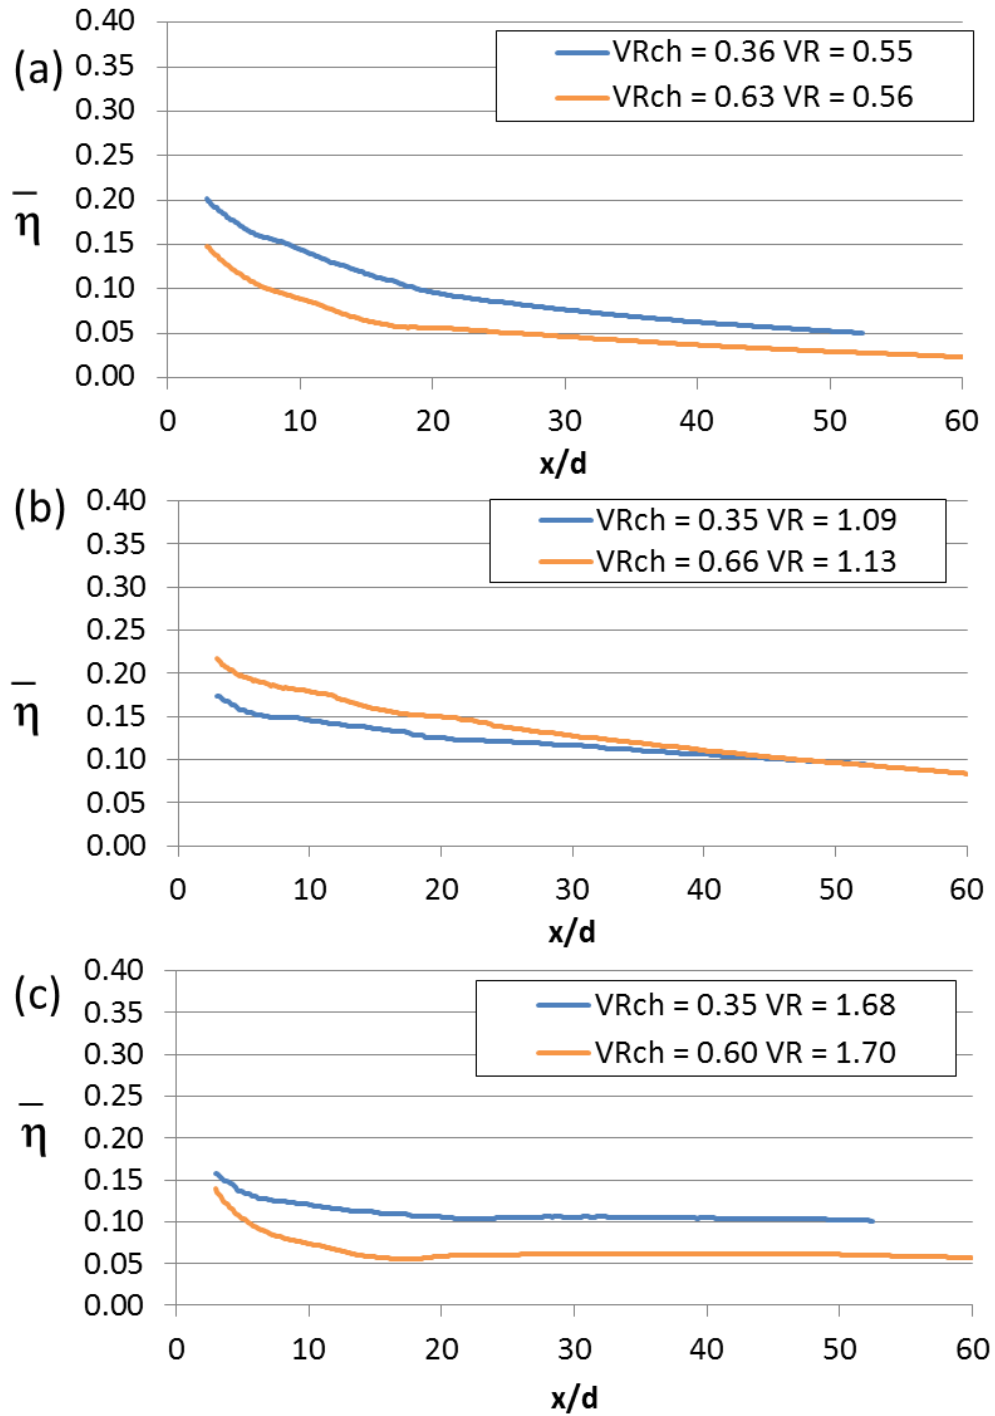 (a)
0.40
0.35
0.30
0.25
0.20
0.15
0.10
0.05
0.00
η̅
VRch = 0.36 VR = 0.55
VRch = 0.63 VR = 0.56
0 10 20 30 40 50 60
x/d
(b)
0.40
0.35
0.30
0.25
0.20
0.15
0.10
0.05
0.00
η̅
VRch = 0.35 VR = 1.09
VRch = 0.66 VR = 1.13
0 10 20 30 40 50 60
x/d
(c)
0.40
0.35
0.30
0.25
0.20
0.15
0.10
0.05
0.00
η̅
VRch = 0.35 VR = 1.68
VRch = 0.60 VR = 1.70
0 10 20 30 40 50 60
x/d